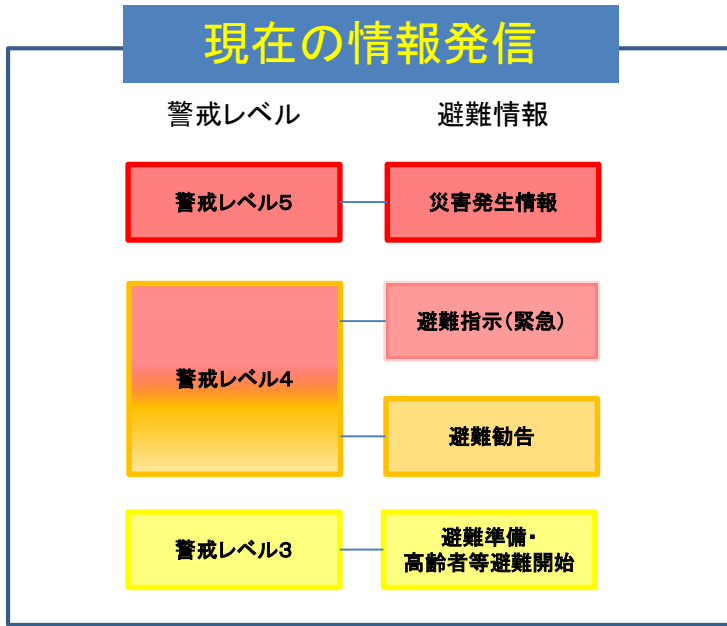 現在の情報発信
警戒レベル 避難情報
警戒レベル5 災害発生情報
避難指示(緊急)
警戒レベル4
避難勧告
警戒レベル3
避難準備・
高齢者等避難開始